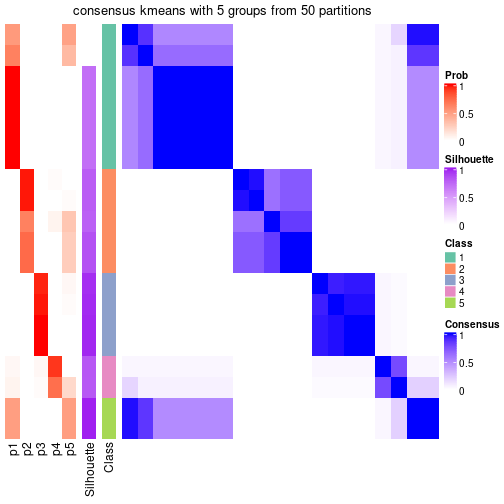 consensus kmeans with 5 groups from 50 partitions
Prob
1
0.5
0
Silhouette
1
0.5
0
Class
1
2
3
4
5
Consensus
1
0.5
0
p1
p2
p3
p4
p5
Silhouette
Class